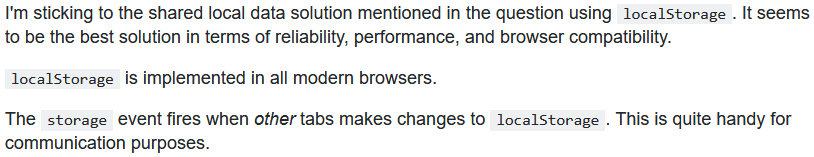 I'm sticking to the shared local data solution mentioned in the question using localStorage . It seems
to be the best solution in terms of reliability, performance, and browser compatibility.
localStorage is implemented in all modern browsers.
The storage event fires when other tabs makes changes to localStorage . This is quite handy for
communication purposes.